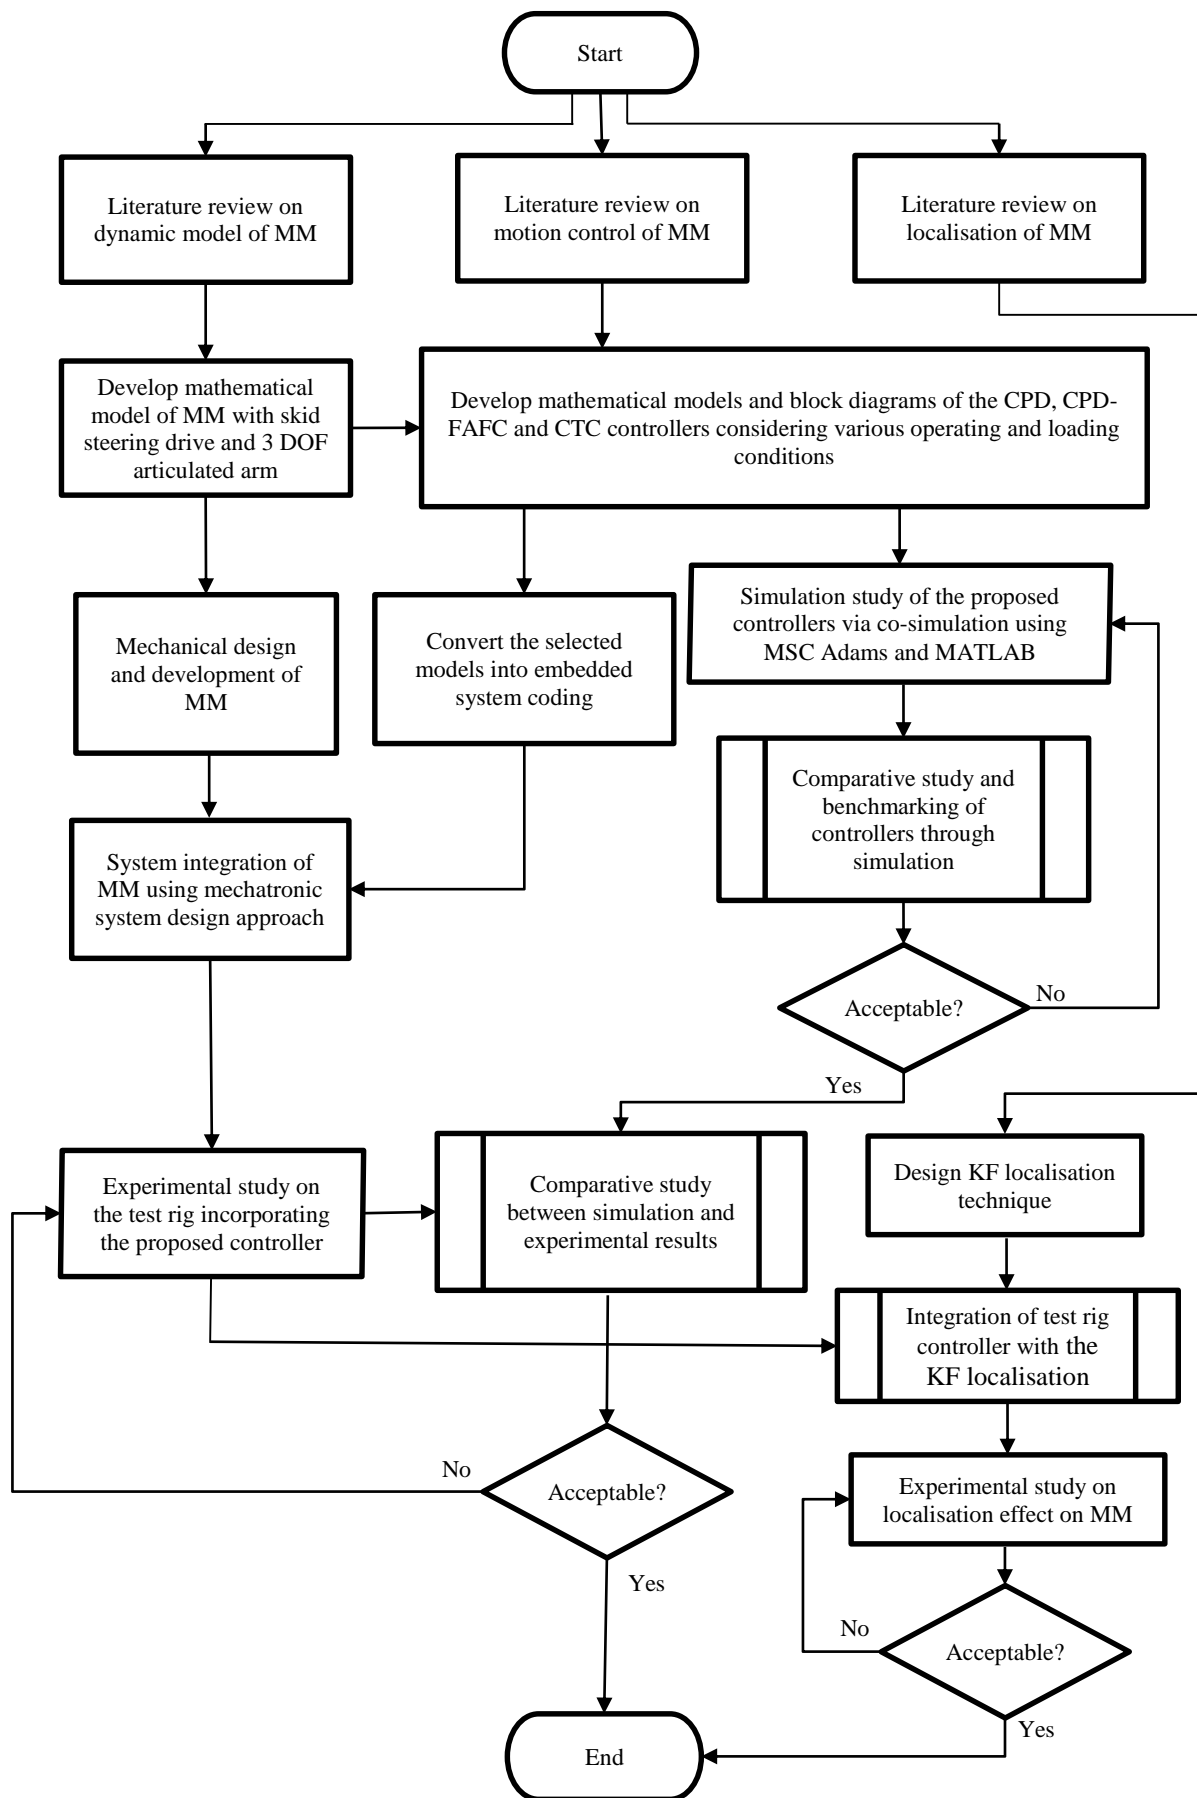 Start
Literature review on
dynamic model of MM
Literature review on
motion control of MM
Literature review on
localisation of MM
Develop mathematical
model of MM with skid
steering drive and 3 DOF
articulated arm
Develop mathematical models and block diagrams of the CPD, CPD-
FAFC and CTC controllers considering various operating and loading
conditions
Mechanical design
and development of
MM
Convert the selected
models into embedded
system coding
Simulation study of the proposed
controllers via co-simulation using
MSC Adams and MATLAB
Comparative study and
benchmarking of
controllers through
simulation
System integration of
MM using mechatronic
system design approach
Acceptable?
No
Yes
Experimental study on
the test rig incorporating
the proposed controller
Comparative study
between simulation and
experimental results
Design KF localisation
technique
Integration of test rig
controller with the
KF localisation
Acceptable?
No
Yes
Experimental study on
localisation effect on MM
Acceptable?
No
Yes
End